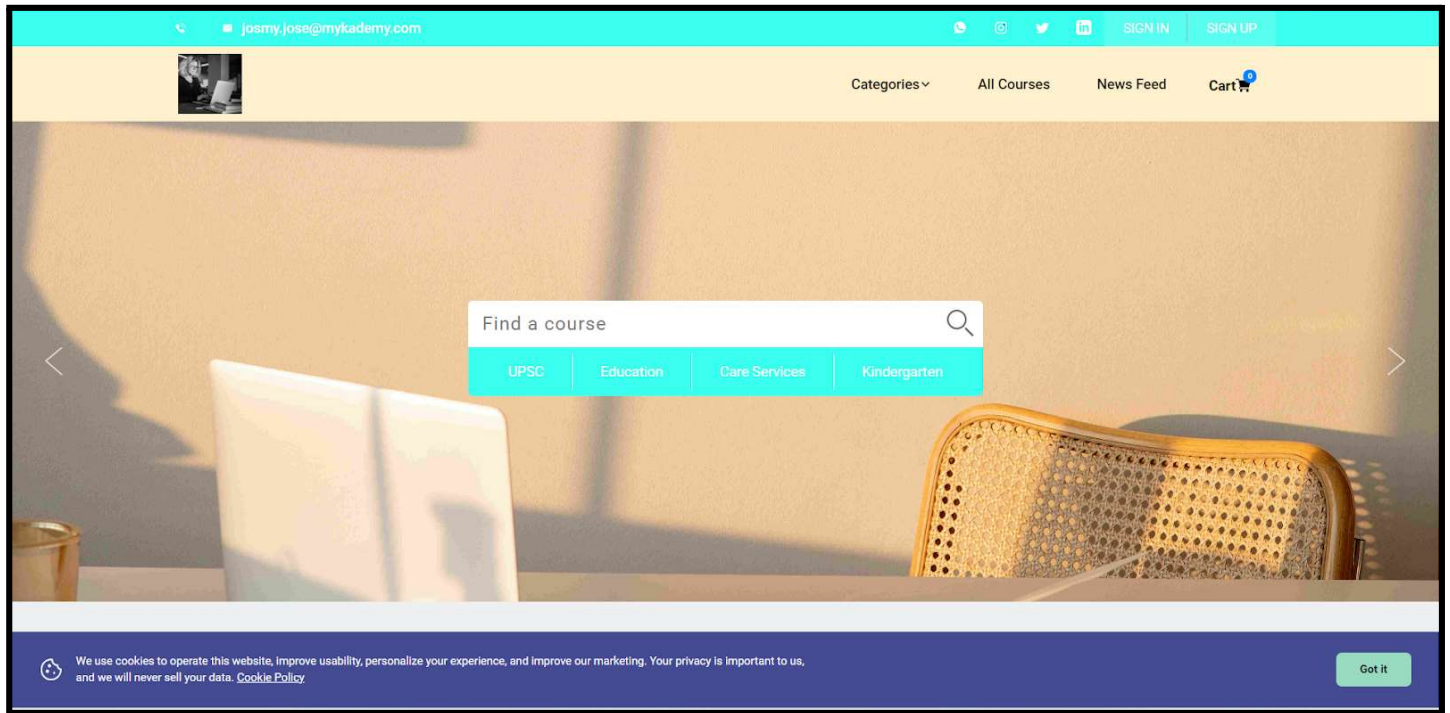 josmy.jose@mykademy.com SIGN IN SIGN UP
Categories All Courses News Feed Cart 0
Find a course
UPSC Education Care Services Kindergarten
We use cookies to operate this website, improve usability, personalize your experience, and improve our marketing. Your privacy is important to us,
and we will never sell your data. Cookie Policy
Got it